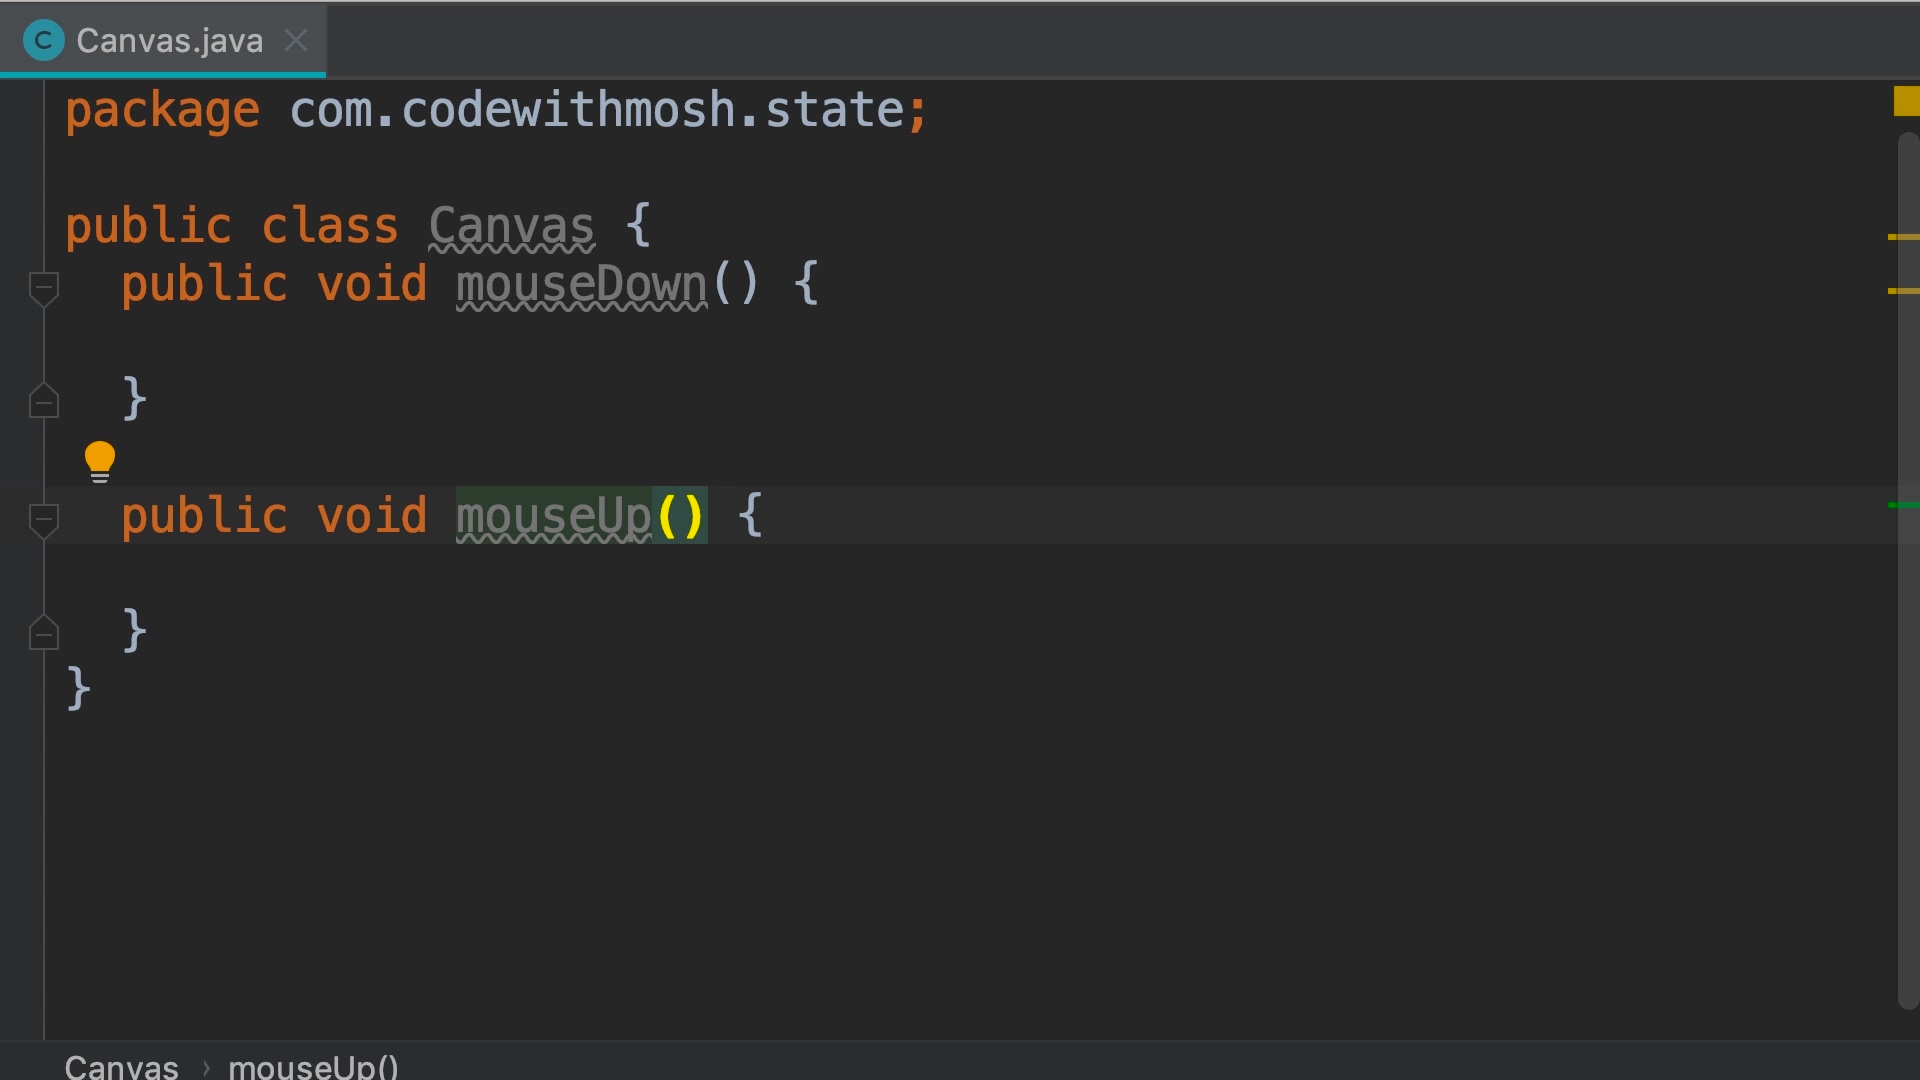 Canvas.java
package com.codewithmosh.state;
public class Canvas {
public void mouseDown() {
}
public void mouseUp() {
}
}
Canvas › mouseUp()